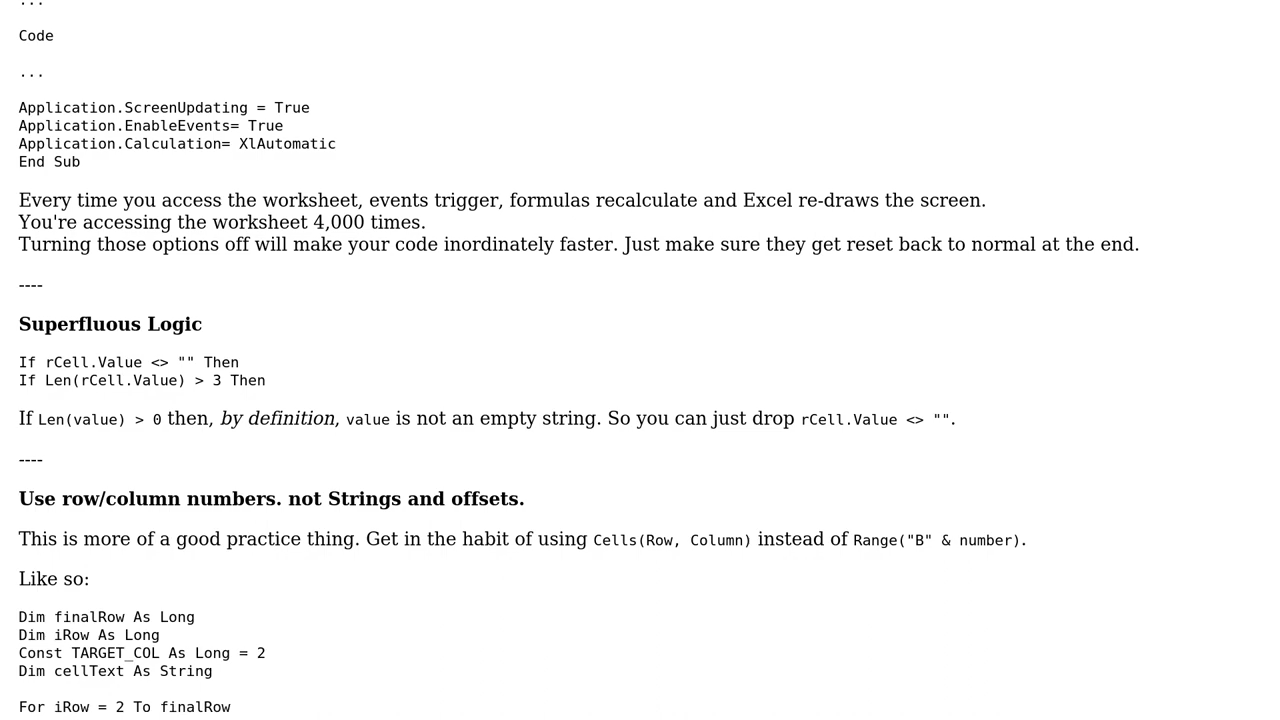 ...
Code
...
Application.ScreenUpdating = True
Application.EnableEvents= True
Application.Calculation= XlAutomatic
End Sub
Every time you access the worksheet, events trigger, formulas recalculate and Excel re-draws the screen.
You're accessing the worksheet 4,000 times.
Turning those options off will make your code inordinately faster. Just make sure they get reset back to normal at the end.
----
Superfluous Logic
If rCell.Value <> "" Then
If Len(rCell.Value) > 3 Then
If Len(value) > 0 then, by definition, value is not an empty string. So you can just drop rCell.Value <> "".
----
Use row/column numbers. not Strings and offsets.
This is more of a good practice thing. Get in the habit of using Cells(Row, Column) instead of Range("B" & number).
Like so:
Dim finalRow As Long
Dim iRow As Long
Const TARGET_COL As Long = 2
Dim cellText As String
For iRow = 2 To finalRow